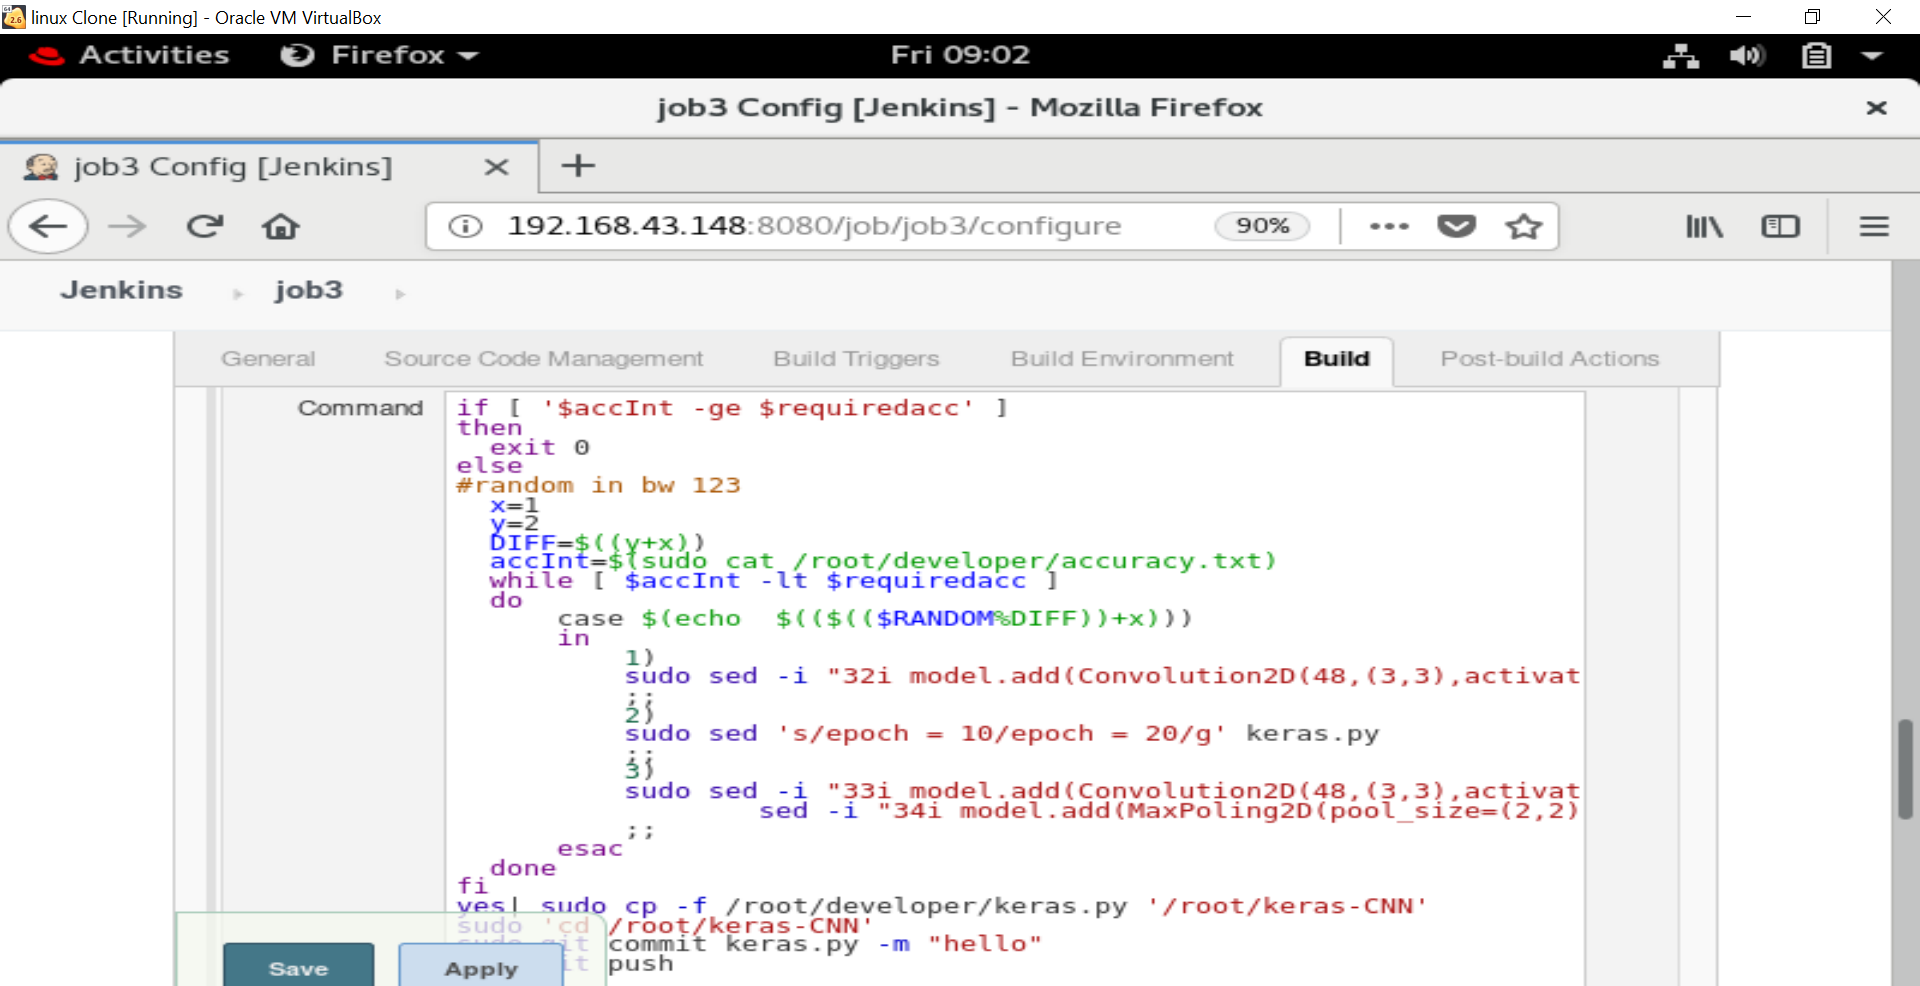 linux Clone [Running] - Oracle VM VirtualBox
Activities Firefox Fri 09:02
job3 Config [Jenkins] - Mozilla Firefox
job3 Config [Jenkins]
192.168.43.148:8080/job/job3/configure 90%
Jenkins job3
General Source Code Management Build Triggers Build Environment Build Post-build Actions
Command
if [ '$accInt -ge $requiredacc' ]
then
exit 0
else
#random in bw 123
x=1
y=2
DIFF=$((y+x))
accInt=$(sudo cat /root/developer/accuracy.txt)
while [ $accInt -lt $requiredacc ]
do
case $(echo $(($(($RANDOM%DIFF))+x)))
in
1)
sudo sed -i "32i model.add(Convolution2D(48,(3,3),activat
;;
2)
sudo sed 's/epoch = 10/epoch = 20/g' keras.py
;;
3)
sudo sed -i "33i model.add(Convolution2D(48,(3,3),activat
sed -i "34i model.add(MaxPoling2D(pool_size=(2,2)
;;
esac
done
fi
yes| sudo cp -f /root/developer/keras.py '/root/keras-CNN'
sudo 'cd /root/keras-CNN'
sudo git commit keras.py -m "hello"
push
Save Apply